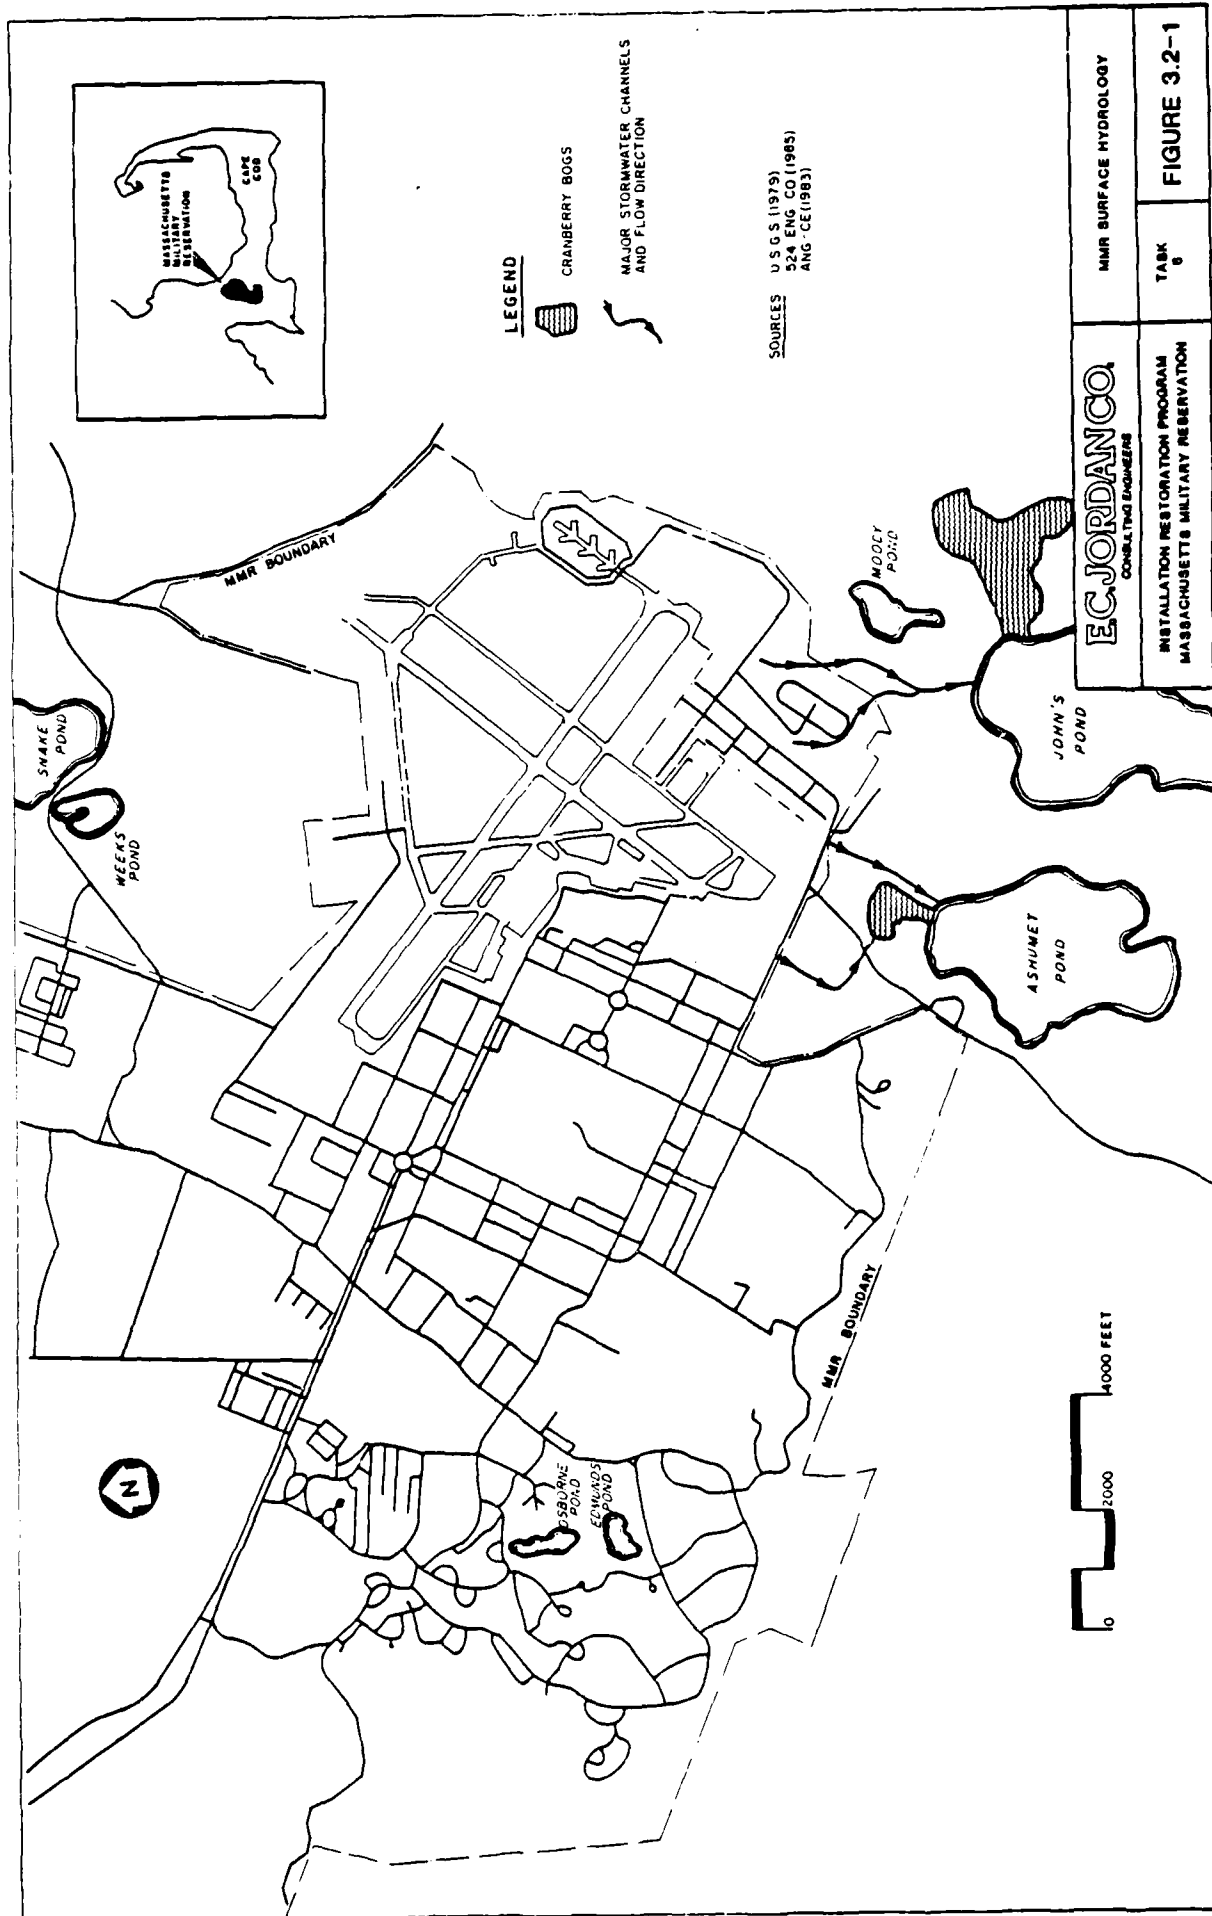 SNAKE
POND
WEEKS
POND
MMR BOUNDARY
MASSACHUSETTS
MILITARY
RESERVATION
CAPE
COD
LEGEND
CRANBERRY BOGS
MAJOR STORMWATER CHANNELS
AND FLOW DIRECTION
SOURCES U S G S (1979)
524 ENG CO (1985)
ANG-CE (1983)
N
OSBURNE
POND
EDMUNDS
POND
MMR BOUNDARY
ASHUMET
POND
JOHN'S
POND
MOODY
POND
0 2000 4000 FEET
E.C. JORDAN CO.
CONSULTING ENGINEERS
MMR SURFACE HYDROLOGY
INSTALLATION RESTORATION PROGRAM
MASSACHUSETTS MILITARY RESERVATION
TASK
6
FIGURE 3.2-1